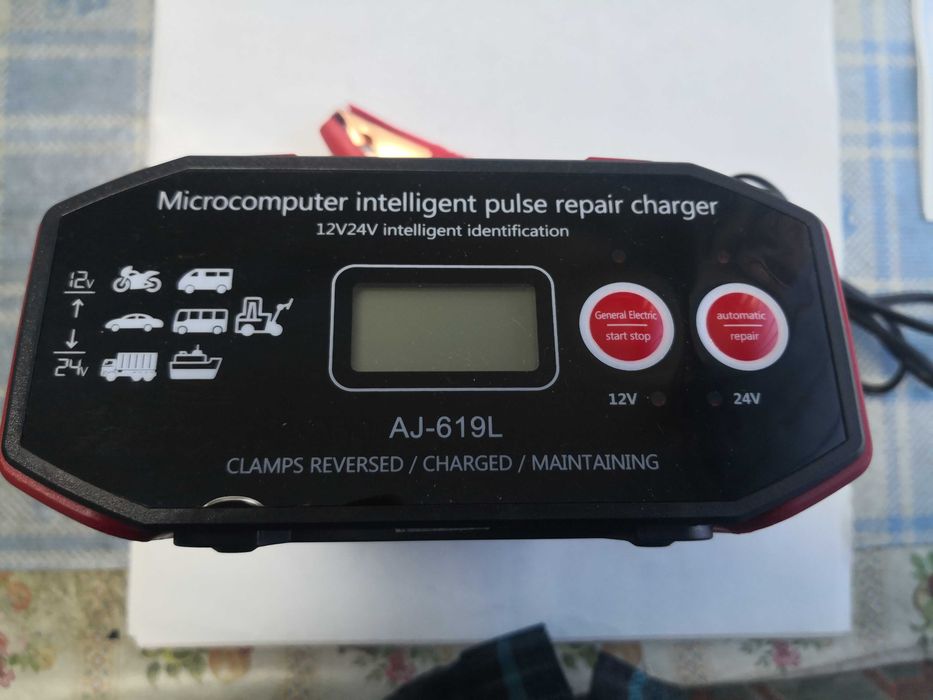 Microcomputer intelligent pulse repair charger
12V24V intelligent identification
12v
24v
General Electric
start stop
automatic
repair
12V
24V
AJ-619L
CLAMPS REVERSED / CHARGED / MAINTAINING